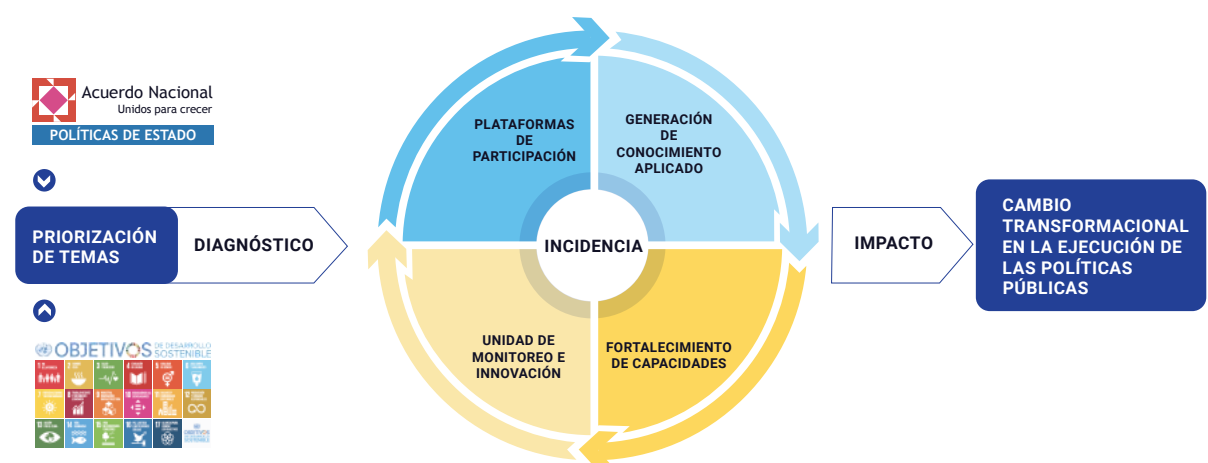 Acuerdo Nacional
Unidos para crecer
POLÍTICAS DE ESTADO
PRIORIZACIÓN
DE TEMAS
DIAGNÓSTICO
OBJETIVOS DE DESARROLLO
SOSTENIBLE
PLATAFORMAS
DE
PARTICIPACIÓN
GENERACIÓN
DE
CONOCIMIENTO
APLICADO
INCIDENCIA
UNIDAD DE
MONITOREO E
INNOVACIÓN
FORTALECIMIENTO
DE CAPACIDADES
IMPACTO
CAMBIO
TRANSFORMACIONAL
EN LA EJECUCIÓN DE
LAS POLÍTICAS
PÚBLICAS